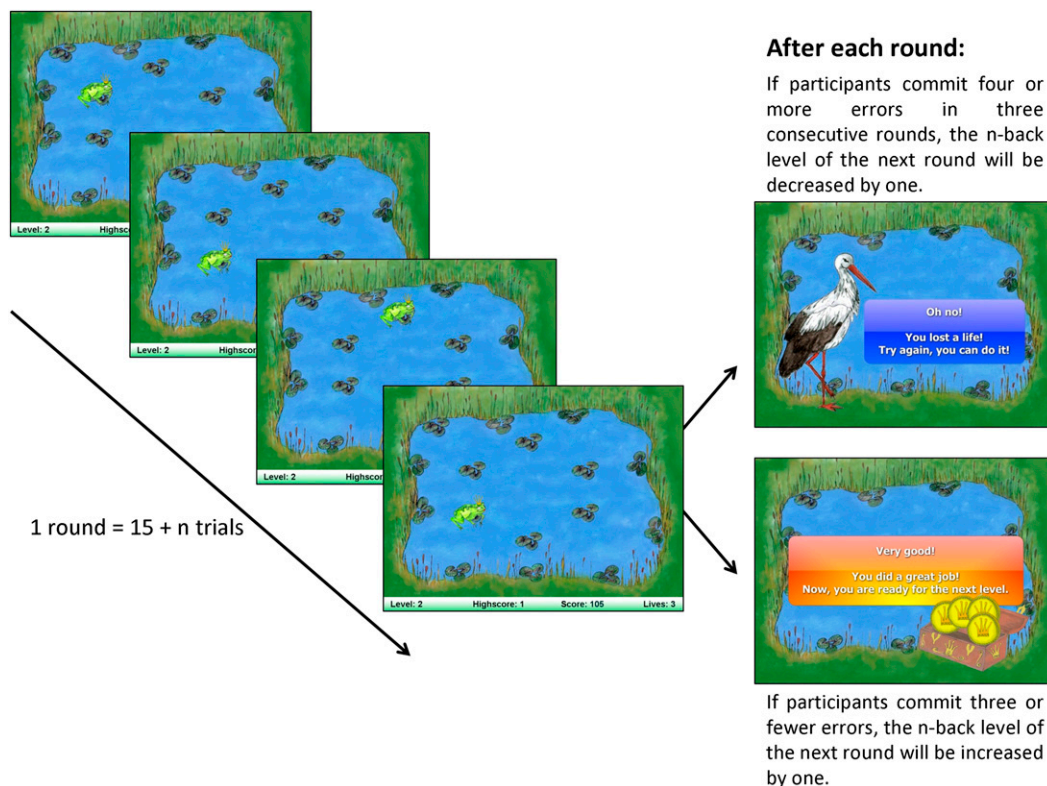 After each round:
If participants commit four or
more errors in three
consecutive rounds, the n-back
level of the next round will be
decreased by one.
Level: 2 Highsc
Level: 2 Highscor
Level: 2 Highscor
Level: 2 Highscore: 1 Score: 105 Lives: 3
1 round = 15 + n trials
Oh no!
You lost a life!
Try again, you can do it!
Very good!
You did a great job!
Now, you are ready for the next level.
If participants commit three or
fewer errors, the n-back level of
the next round will be increased
by one.